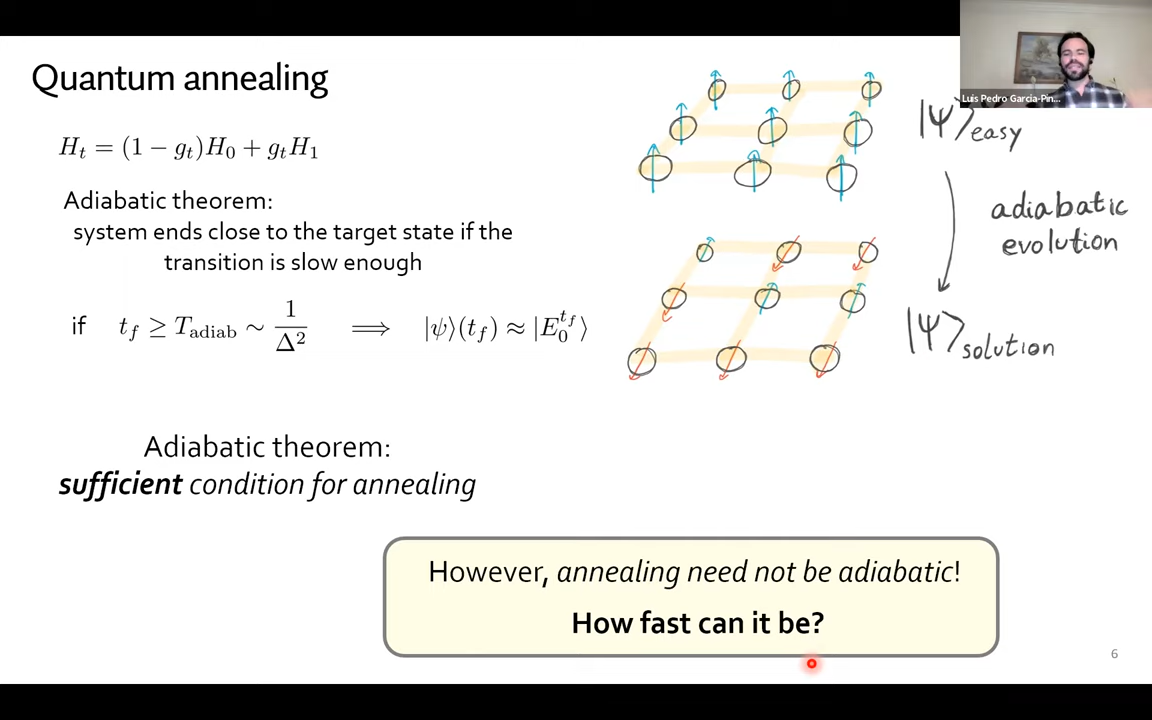 Quantum annealing
H_t = (1 − g_t)H_0 + g_tH_1
Adiabatic theorem:
system ends close to the target state if the
transition is slow enough
if t_f ≥ T_adiab ∼ 1/Δ² ⟹ |ψ⟩(t_f) ≈ |E_0^{t_f}⟩
Adiabatic theorem:
sufficient condition for annealing
However, annealing need not be adiabatic!
How fast can it be?
Luis Pedro García-Pin...
|Ψ⟩easy
adiabatic
evolution
|Ψ⟩solution
6